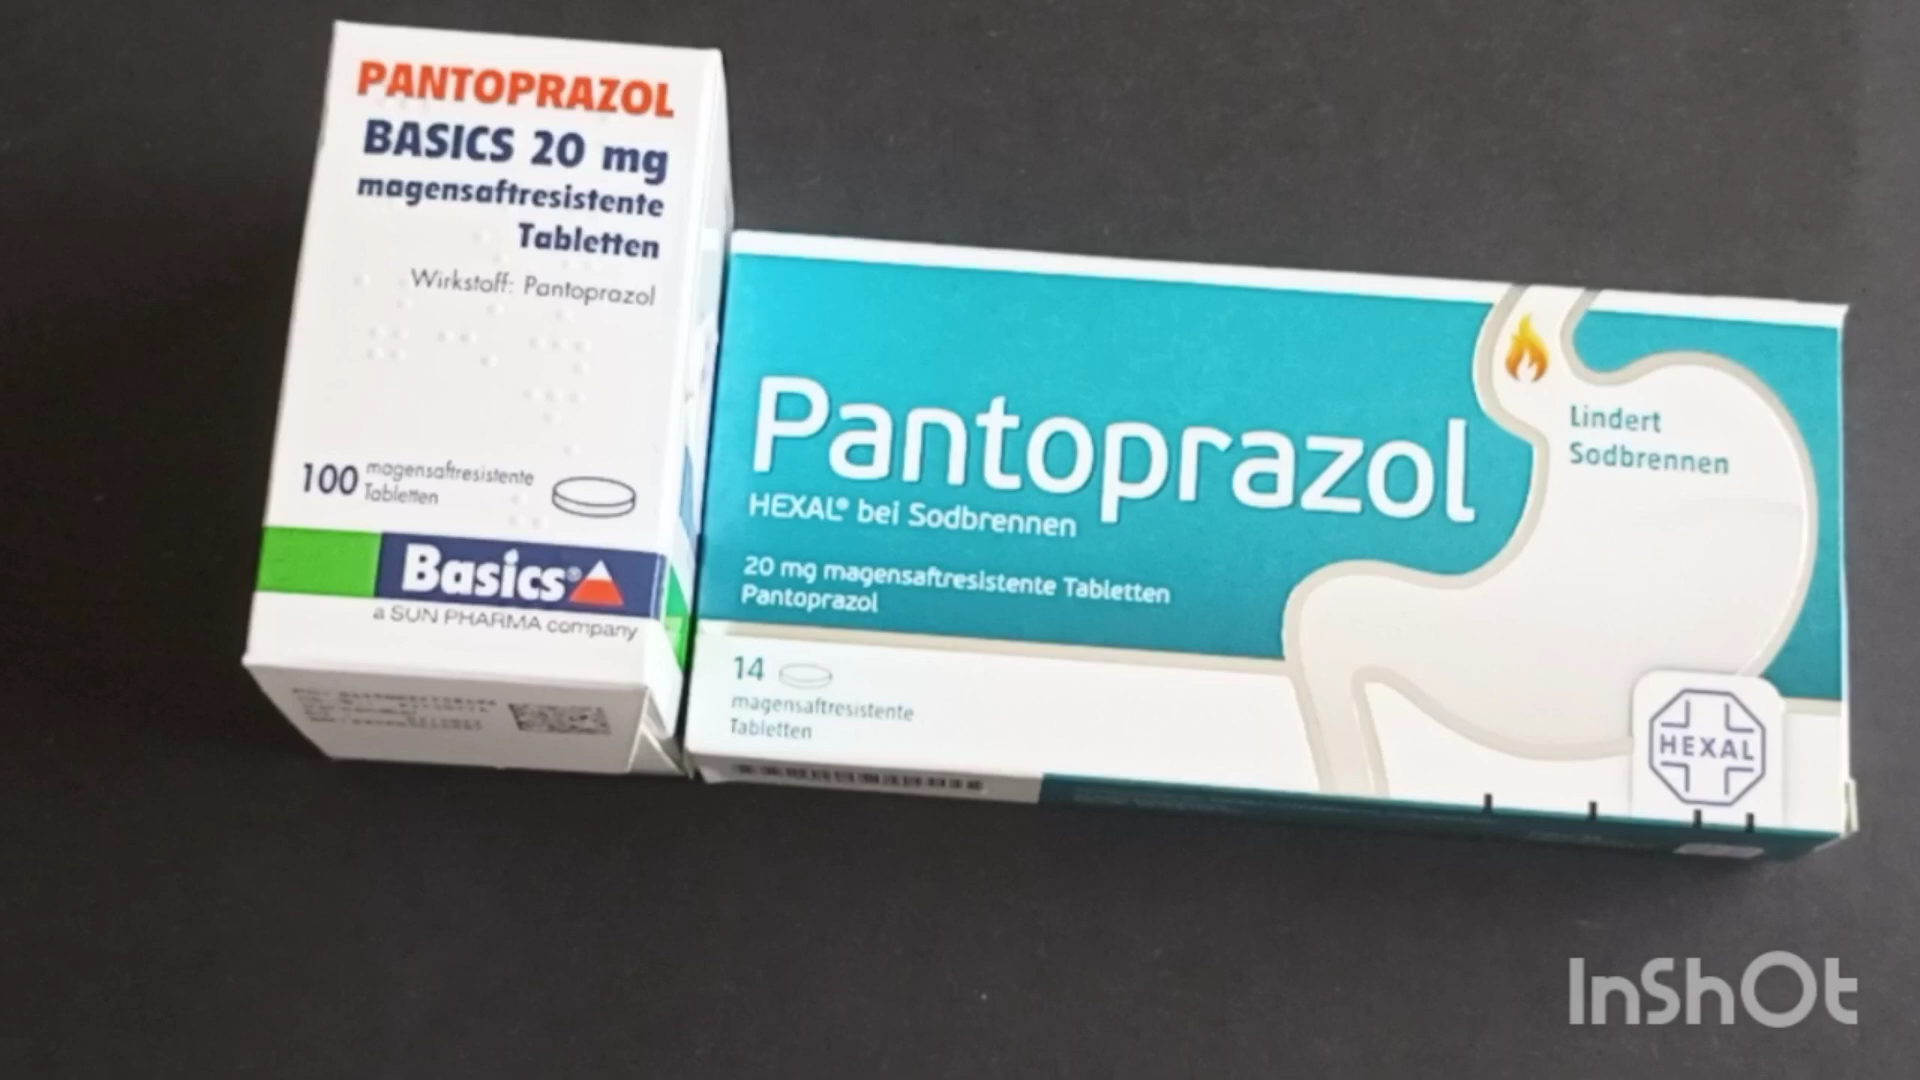 PANTOPRAZOL
BASICS 20 mg
magensaftresistente
Tabletten
Wirkstoff: Pantoprazol
100 magensaftresistente
Tabletten
Basics®
a SUN PHARMA company
Pantoprazol
HEXAL® bei Sodbrennen
20 mg magensaftresistente Tabletten
Pantoprazol
14
magensaftresistente
Tabletten
Lindert
Sodbrennen
HEXAL
InShOt